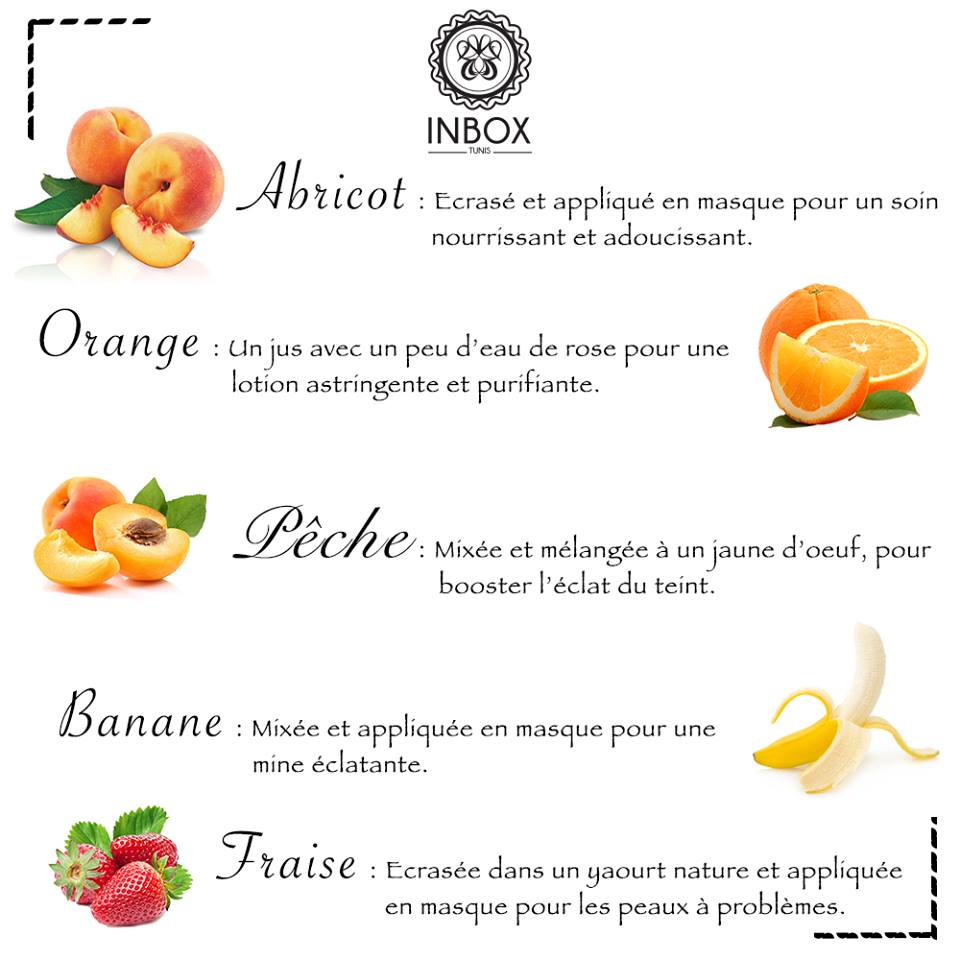 INBOX
TUNIS
Abricot : Ecrasé et appliqué en masque pour un soin
nourrissant et adoucissant.
Orange : Un jus avec un peu d'eau de rose pour une
lotion astringente et purifiante.
Pêche : Mixée et mélangée à un jaune d'oeuf, pour
booster l'éclat du teint.
Banane : Mixée et appliquée en masque pour une
mine éclatante.
Fraise : Ecrasée dans un yaourt nature et appliquée
en masque pour les peaux à problèmes.